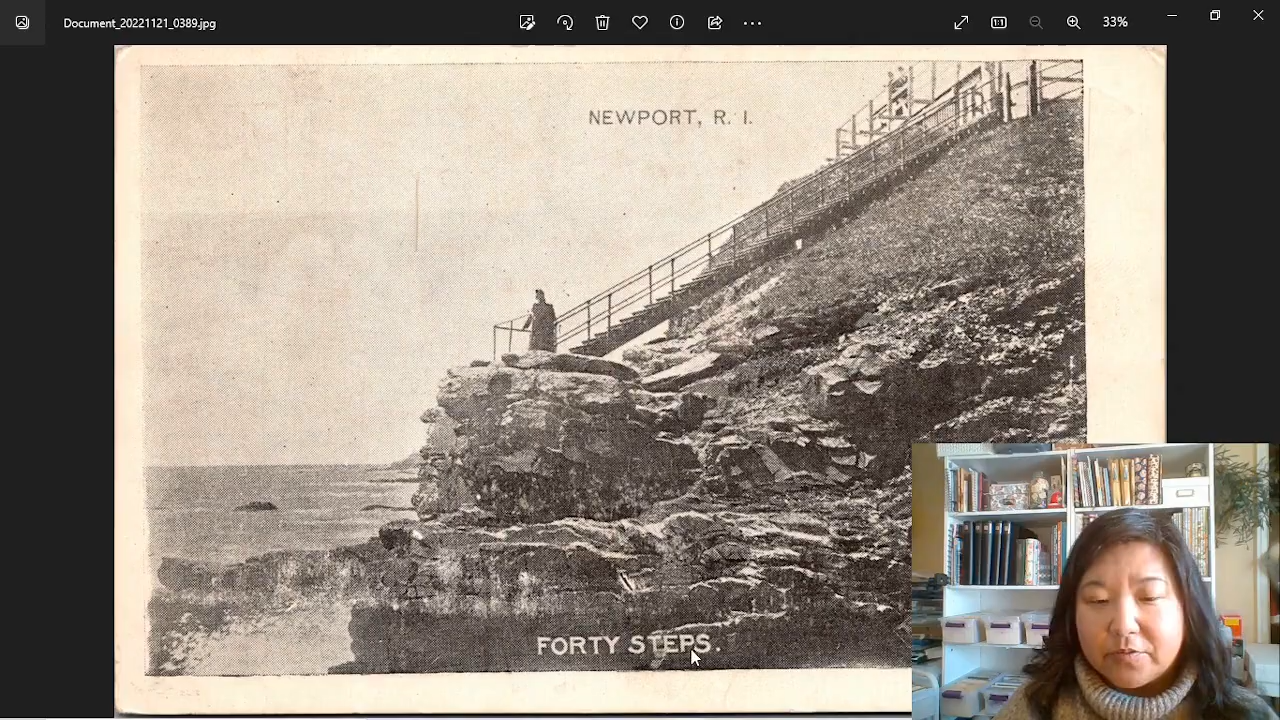 Document_20221121_0389.jpg
33%
NEWPORT, R. I.
FORTY STEPS.